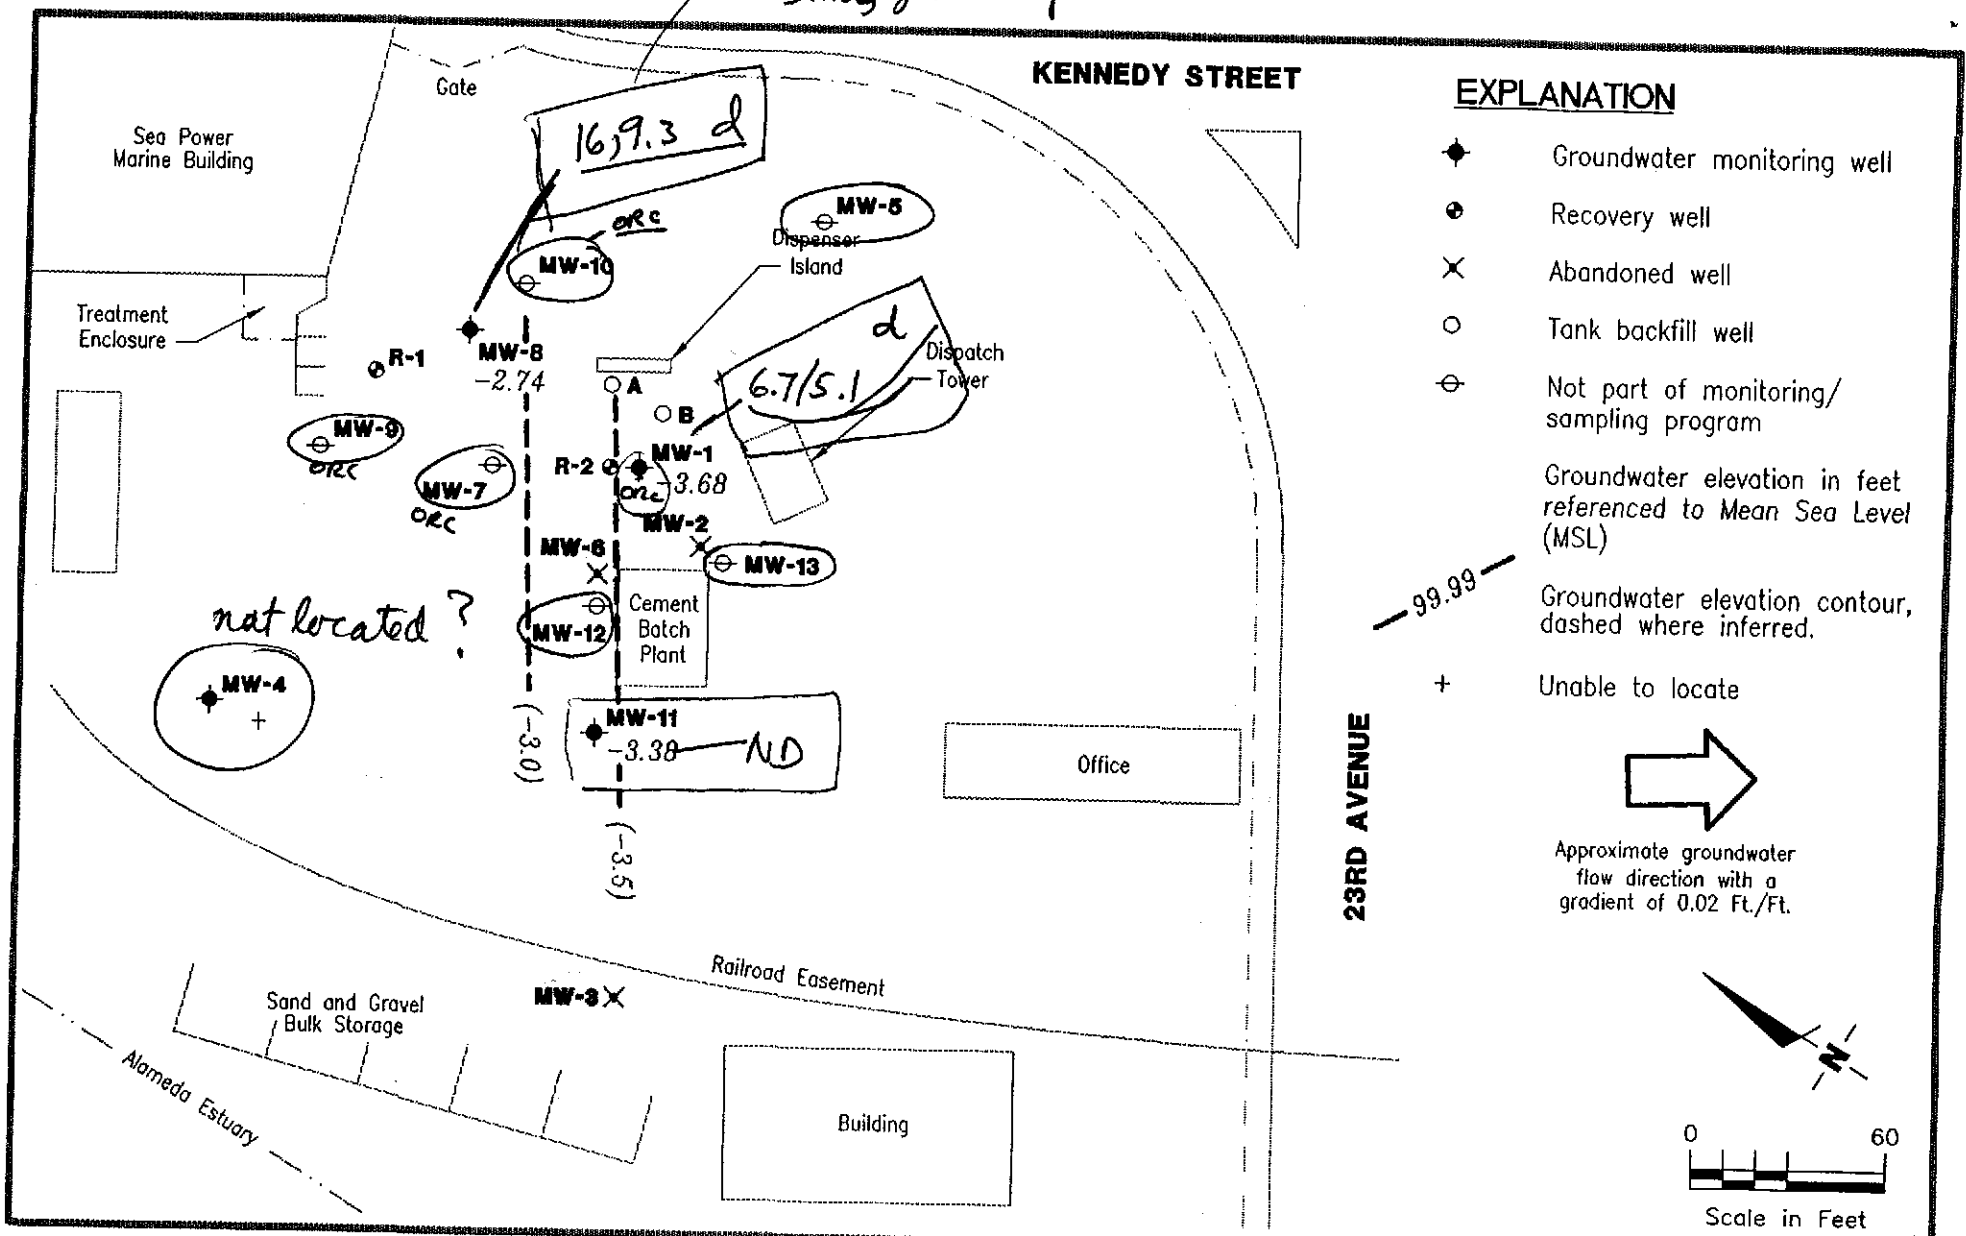 KENNEDY STREET
Gate
Sea Power
Marine Building
16, 9.3 d
ORC
MW-10
MW-5
Dispenser
Island
Treatment
Enclosure
R-1
MW-8
-2.74
A
B
d
6.7/5.1
Dispatch
Tower
MW-9
ORC
MW-7
ORC
R-2
MW-1
ORC
-3.68
MW-2
MW-6
MW-13
MW-12
Cement
Batch
Plant
not located ?
MW-4
MW-11
-3.38
ND
(-3.0)
(-3.5)
Office
23RD AVENUE
Railroad Easement
MW-3
Sand and Gravel
Bulk Storage
Alameda Estuary
Building
EXPLANATION
Groundwater monitoring well
Recovery well
Abandoned well
Tank backfill well
Not part of monitoring/
sampling program
Groundwater elevation in feet
referenced to Mean Sea Level
(MSL)
99.99
Groundwater elevation contour,
dashed where inferred.
Unable to locate
Approximate groundwater
flow direction with a
gradient of 0.02 Ft./Ft.
N
0 60
Scale in Feet